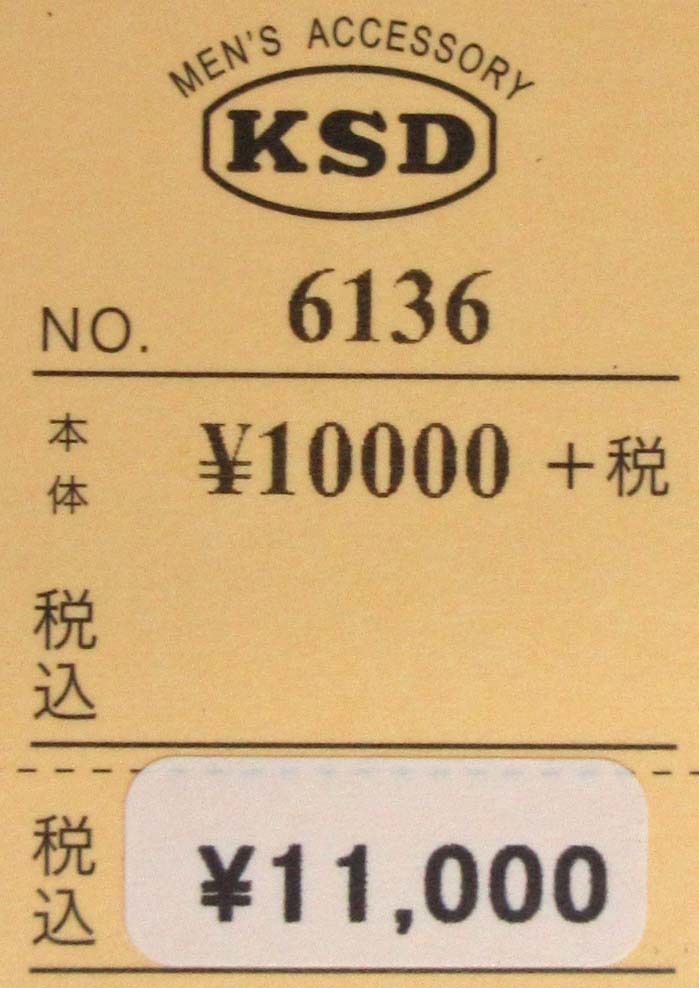 MEN'S ACCESSORY
KSD
NO. 6136
本体 ¥10000 +税
税込
税込 ¥11,000